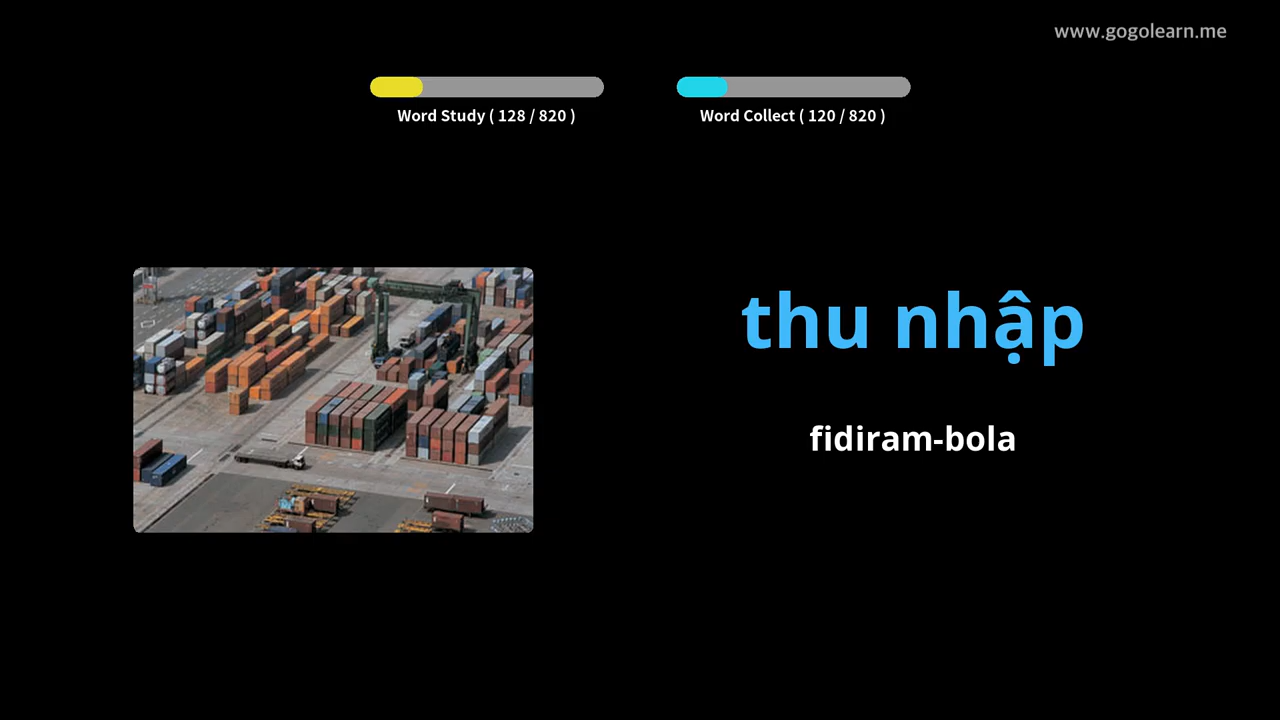 www.gogolearn.me
Word Study ( 128 / 820 )
Word Collect ( 120 / 820 )
thu nhập
fidiram-bola